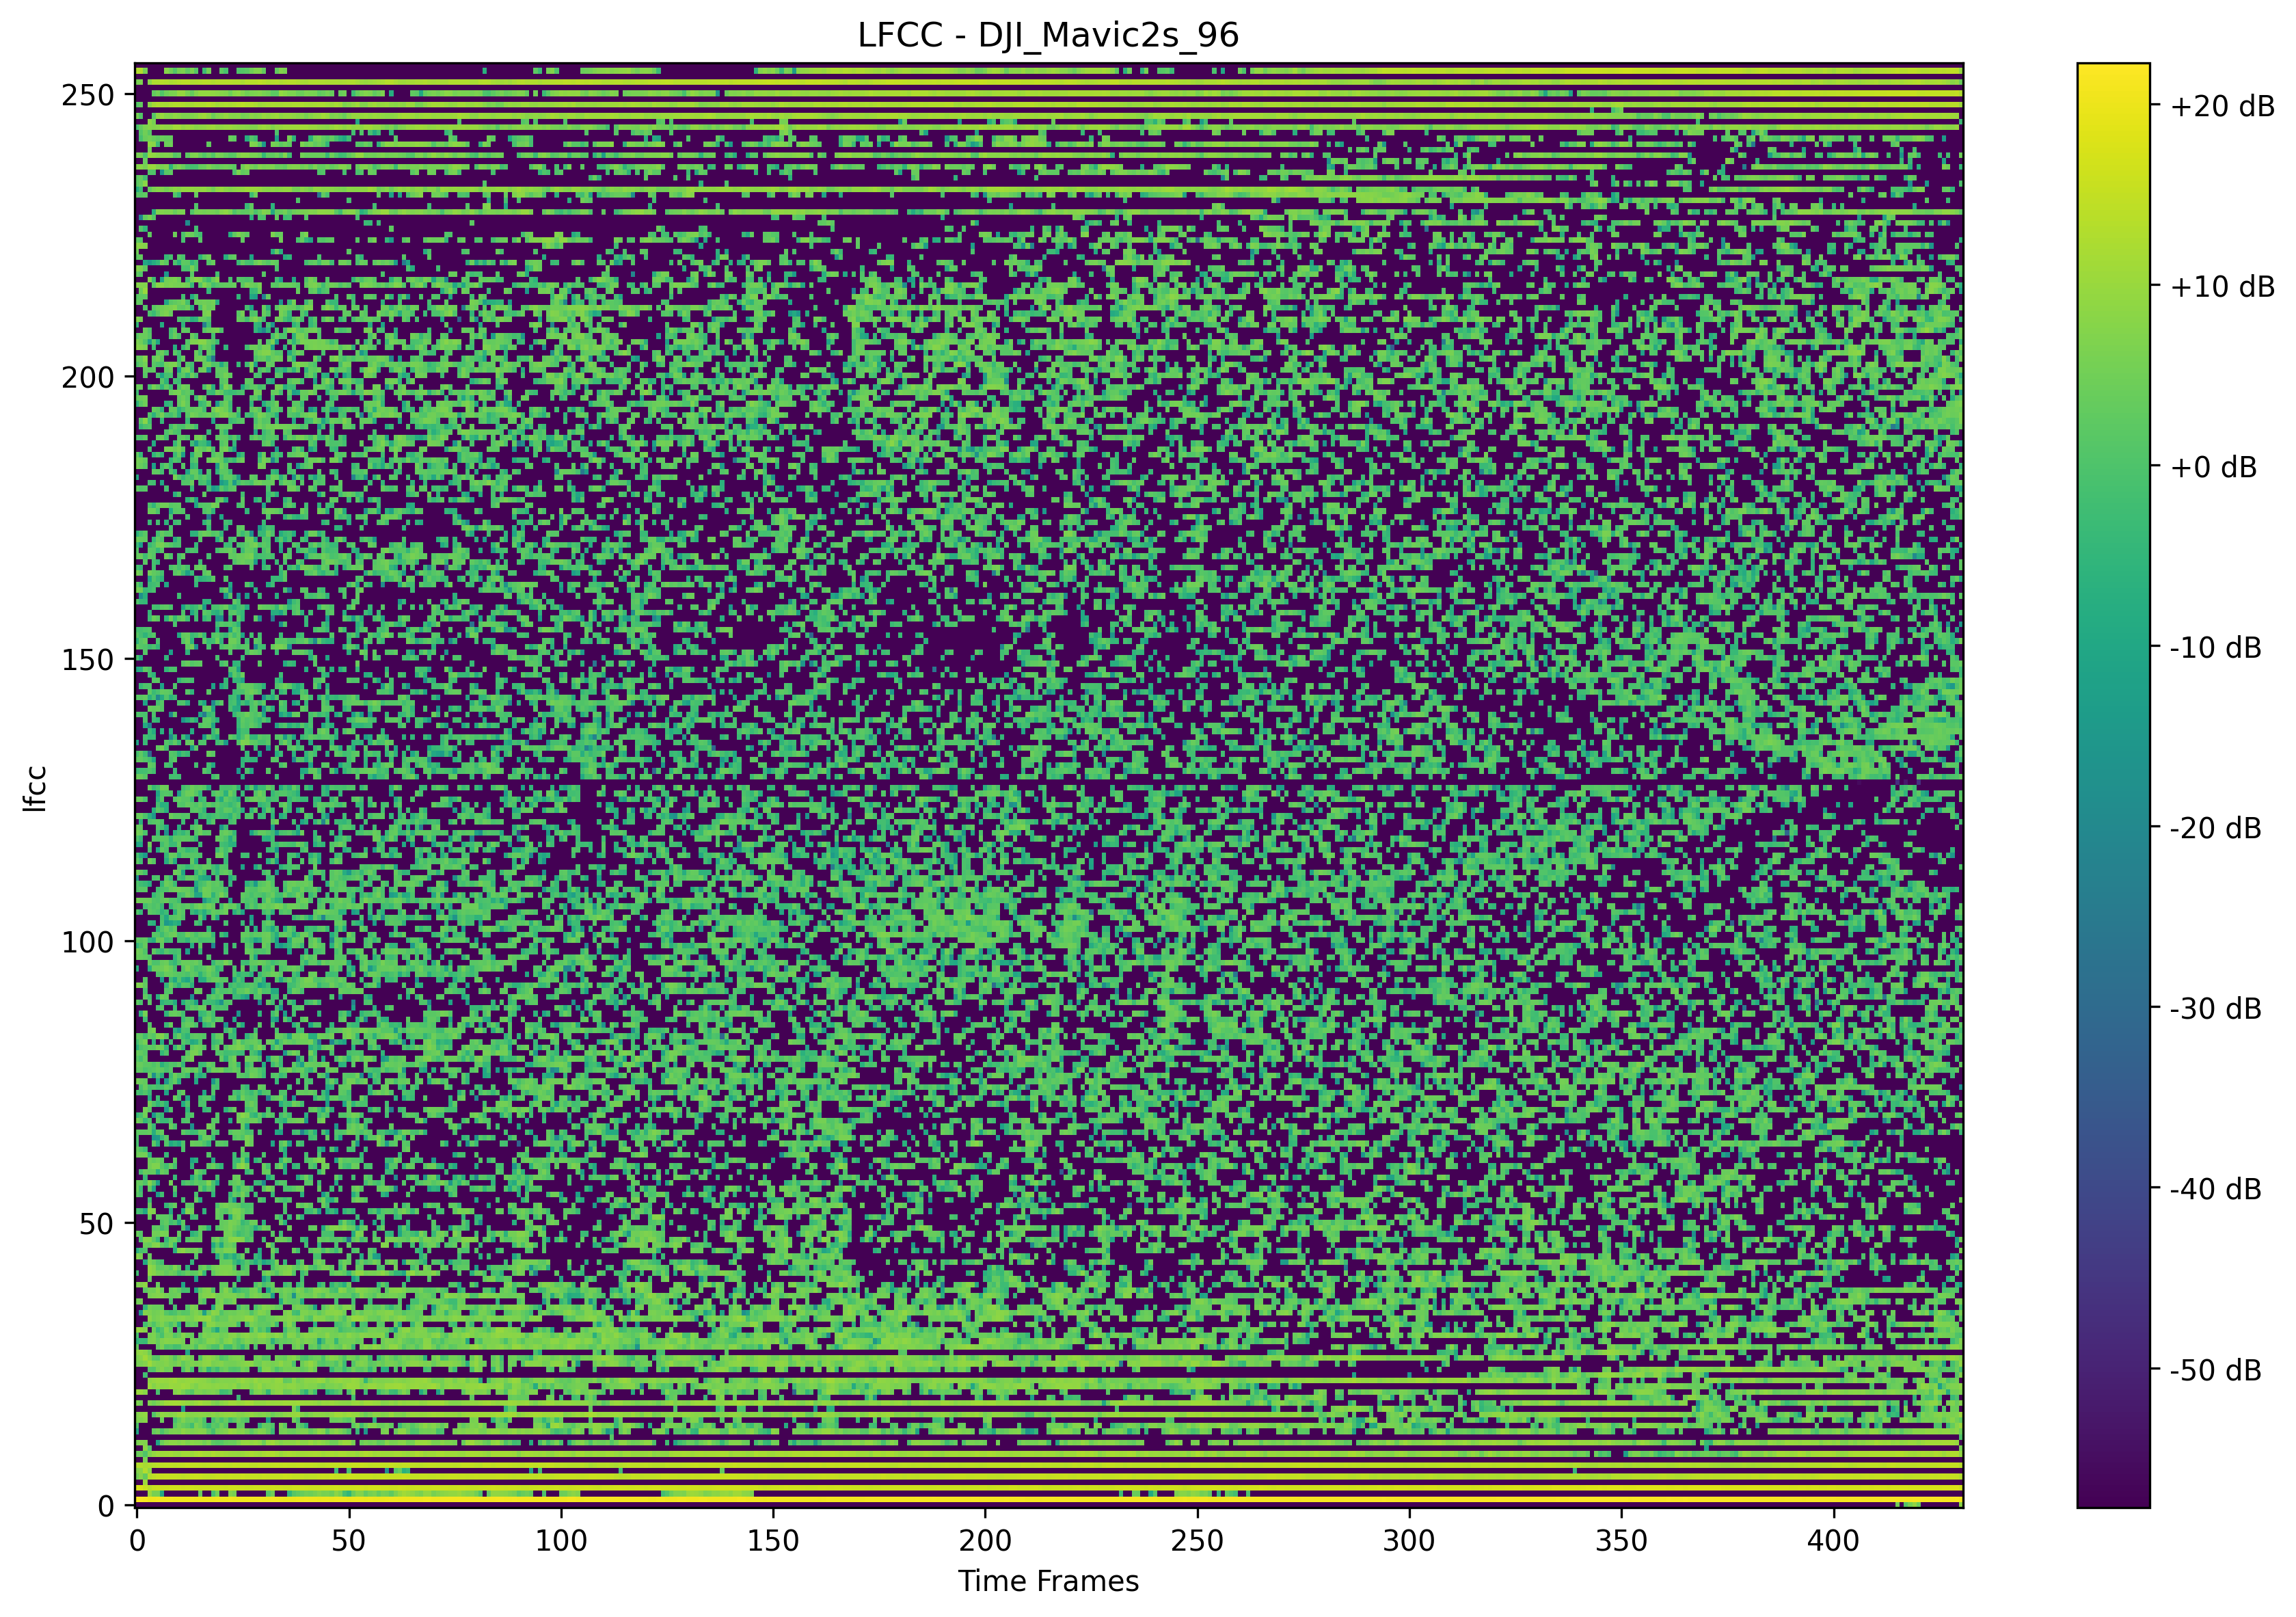 LFCC - DJI_Mavic2s_96
250
200
150
100
50
0
lfcc
0 50 100 150 200 250 300 350 400
Time Frames
+20 dB
+10 dB
+0 dB
-10 dB
-20 dB
-30 dB
-40 dB
-50 dB